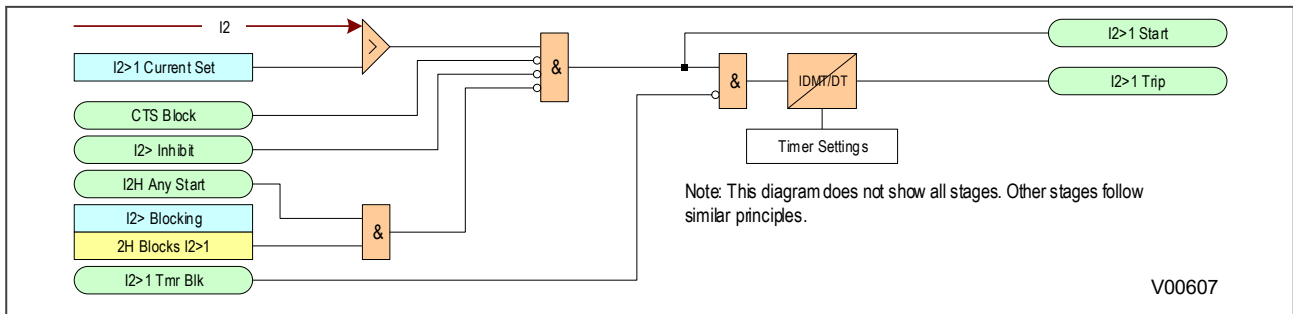 I2
>
I2>1 Current Set
CTS Block
I2> Inhibit
I2H Any Start
I2> Blocking
2H Blocks I2>1
I2>1 Tmr Blk
&
&
&
IDMT/DT
Timer Settings
I2>1 Start
I2>1 Trip
Note: This diagram does not show all stages. Other stages follow
similar principles.
V00607